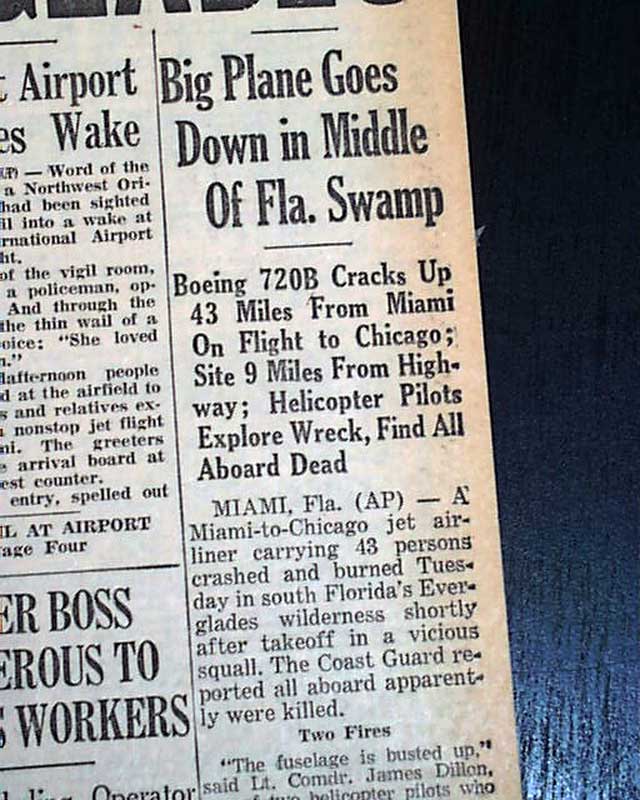 Airport
es Wake
(AP) — Word of the
a Northwest Ori-
had been sighted
il into a wake at
rnational Airport
ht.
of the vigil room,
a policeman, op-
And through the
the thin wail of a
oice: "She loved
n."
lafternoon people
d at the airfield to
s and relatives ex-
nonstop jet flight
ni. The greeters
e arrival board at
est counter.
entry, spelled out
IL AT AIRPORT
age Four
ER BOSS
EROUS TO
S WORKERS
Operator
Big Plane Goes
Down in Middle
Of Fla. Swamp
Boeing 720B Cracks Up
43 Miles From Miami
On Flight to Chicago;
Site 9 Miles From High-
way; Helicopter Pilots
Explore Wreck, Find All
Aboard Dead
MIAMI, Fla. (AP) — A
Miami-to-Chicago jet air-
liner carrying 43 persons
crashed and burned Tues-
day in south Florida's Ever-
glades wilderness shortly
after takeoff in a vicious
squall. The Coast Guard re-
ported all aboard apparent-
ly were killed.
Two Fires
"The fuselage is busted up,"
said Lt. Comdr. James Dillon,
of two helicopter pilots who